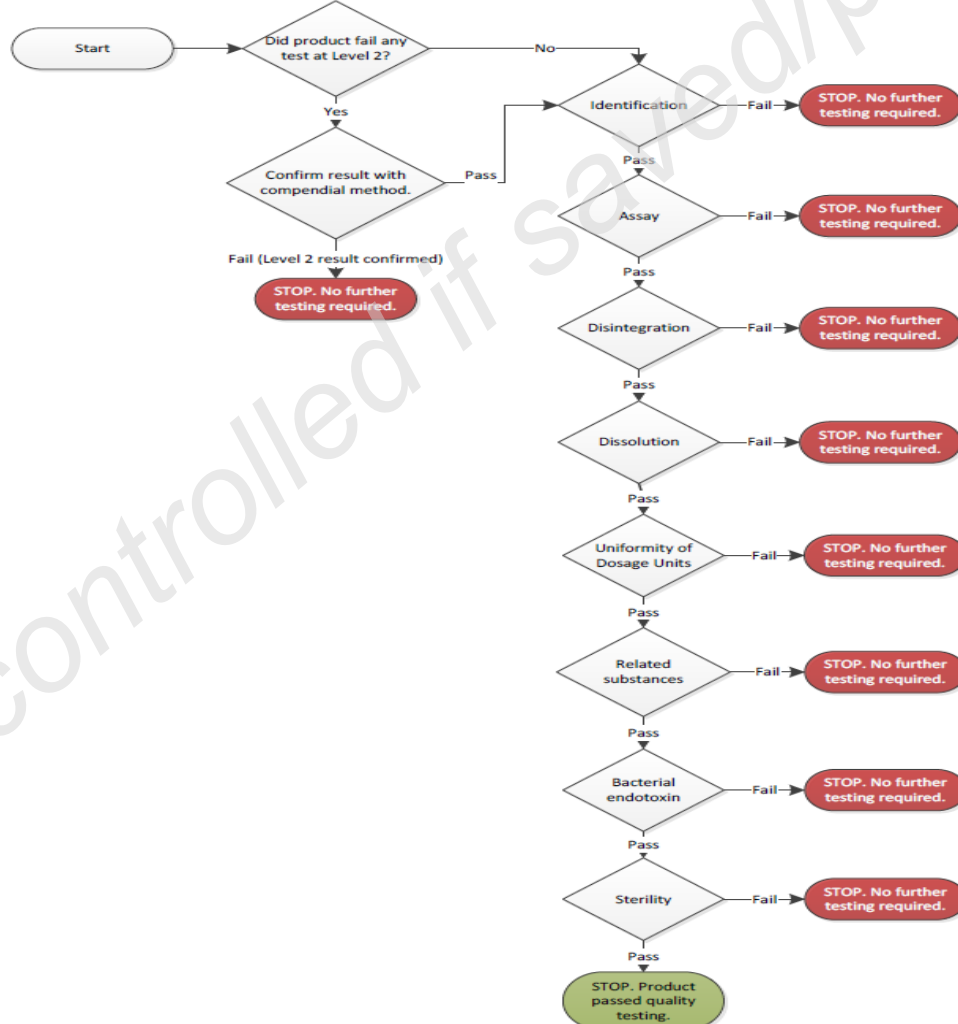 Start
Did product fail any
test at Level 2?
No
Yes
Confirm result with
compendial method.
Pass
Fail (Level 2 result confirmed)
STOP. No further
testing required.
Identification
Fail
STOP. No further
testing required.
Pass
Assay
Fail
STOP. No further
testing required.
Pass
Disintegration
Fail
STOP. No further
testing required.
Pass
Dissolution
Fail
STOP. No further
testing required.
Pass
Uniformity of
Dosage Units
Fail
STOP. No further
testing required.
Pass
Related
substances
Fail
STOP. No further
testing required.
Pass
Bacterial
endotoxin
Fail
STOP. No further
testing required.
Pass
Sterility
Fail
STOP. No further
testing required.
Pass
STOP. Product
passed quality
testing.
controlled if saved/p